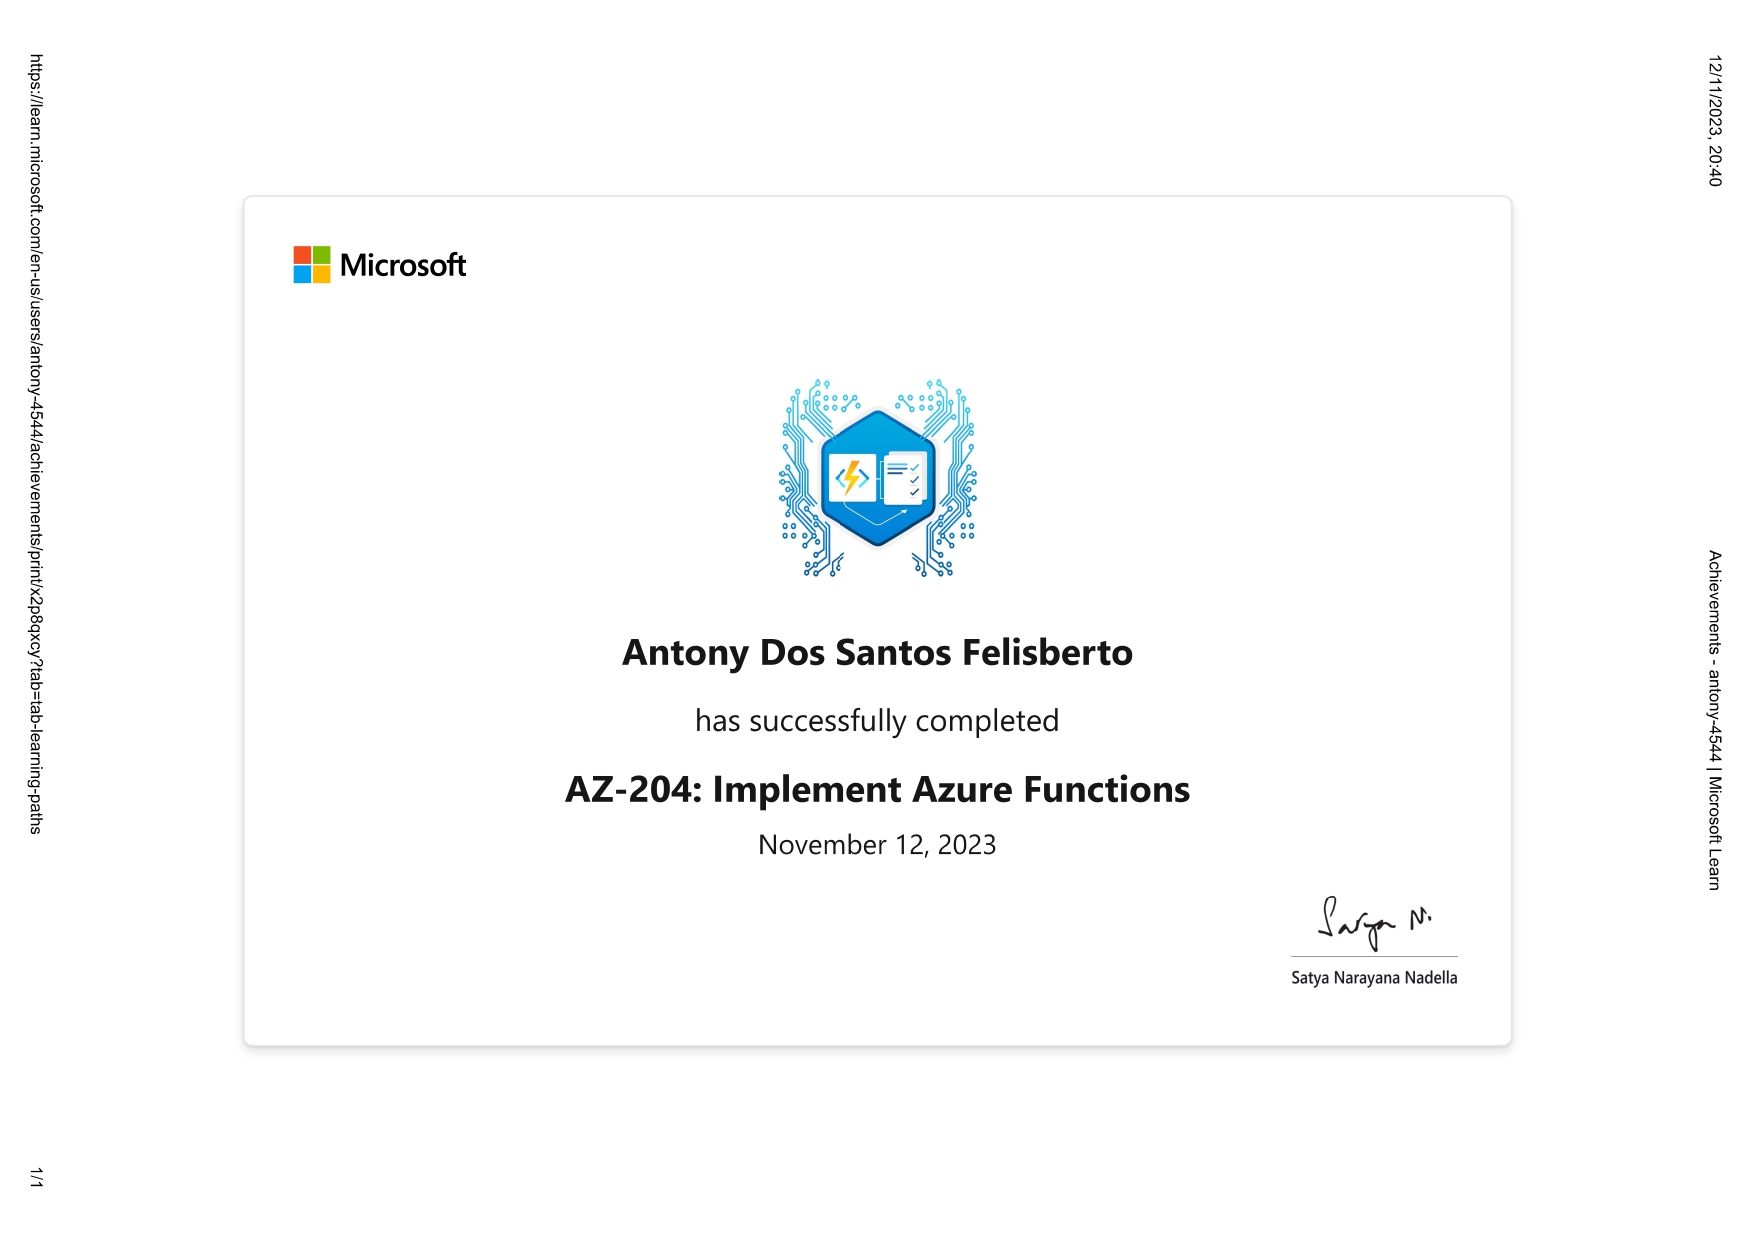 12/11/2023, 20:40
Achievements - antony-4544 | Microsoft Learn
Microsoft
Antony Dos Santos Felisberto
has successfully completed
AZ-204: Implement Azure Functions
November 12, 2023
Satya N.
Satya Narayana Nadella
https://learn.microsoft.com/en-us/users/antony-4544/achievements/print/x2p8qxcy?tab=tab-learning-paths
1/1